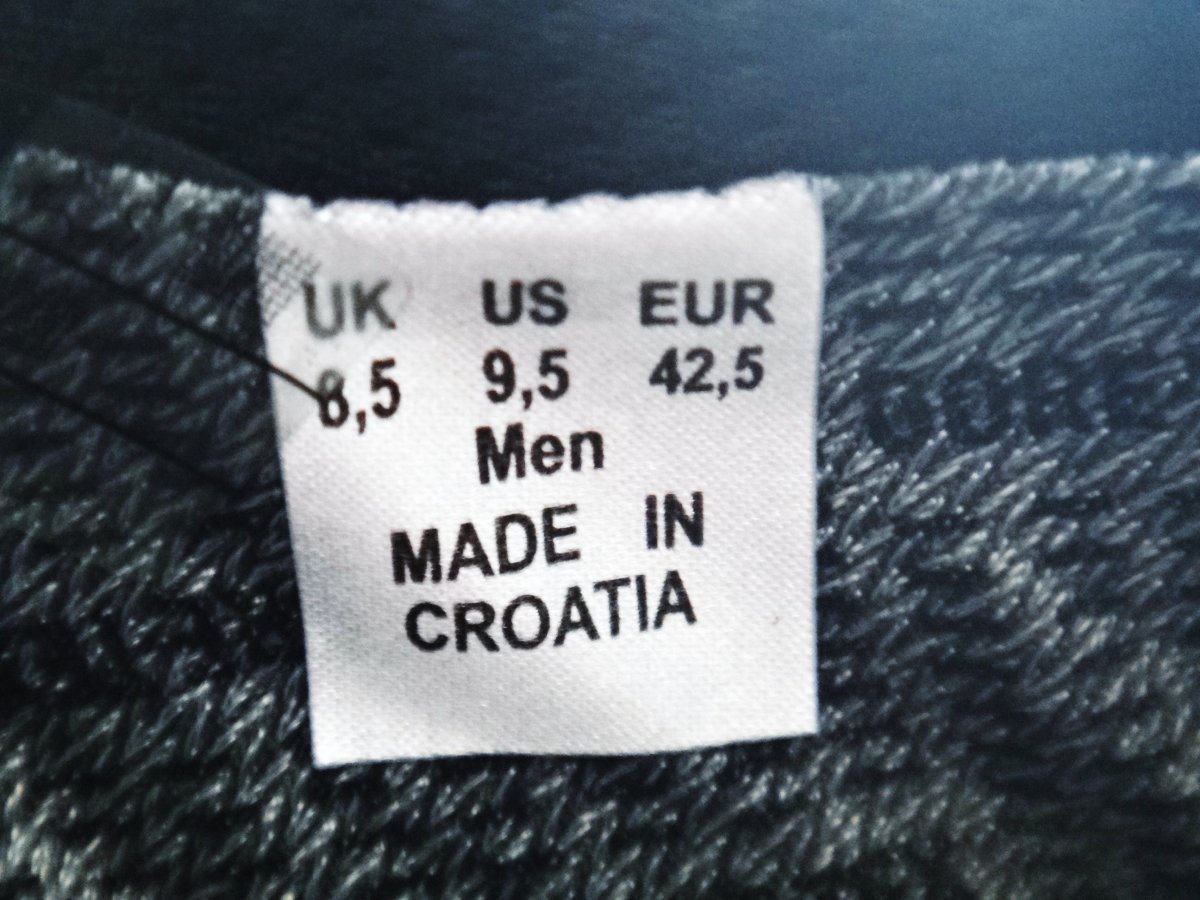 UK US EUR
8,5 9,5 42,5
Men
MADE IN
CROATIA